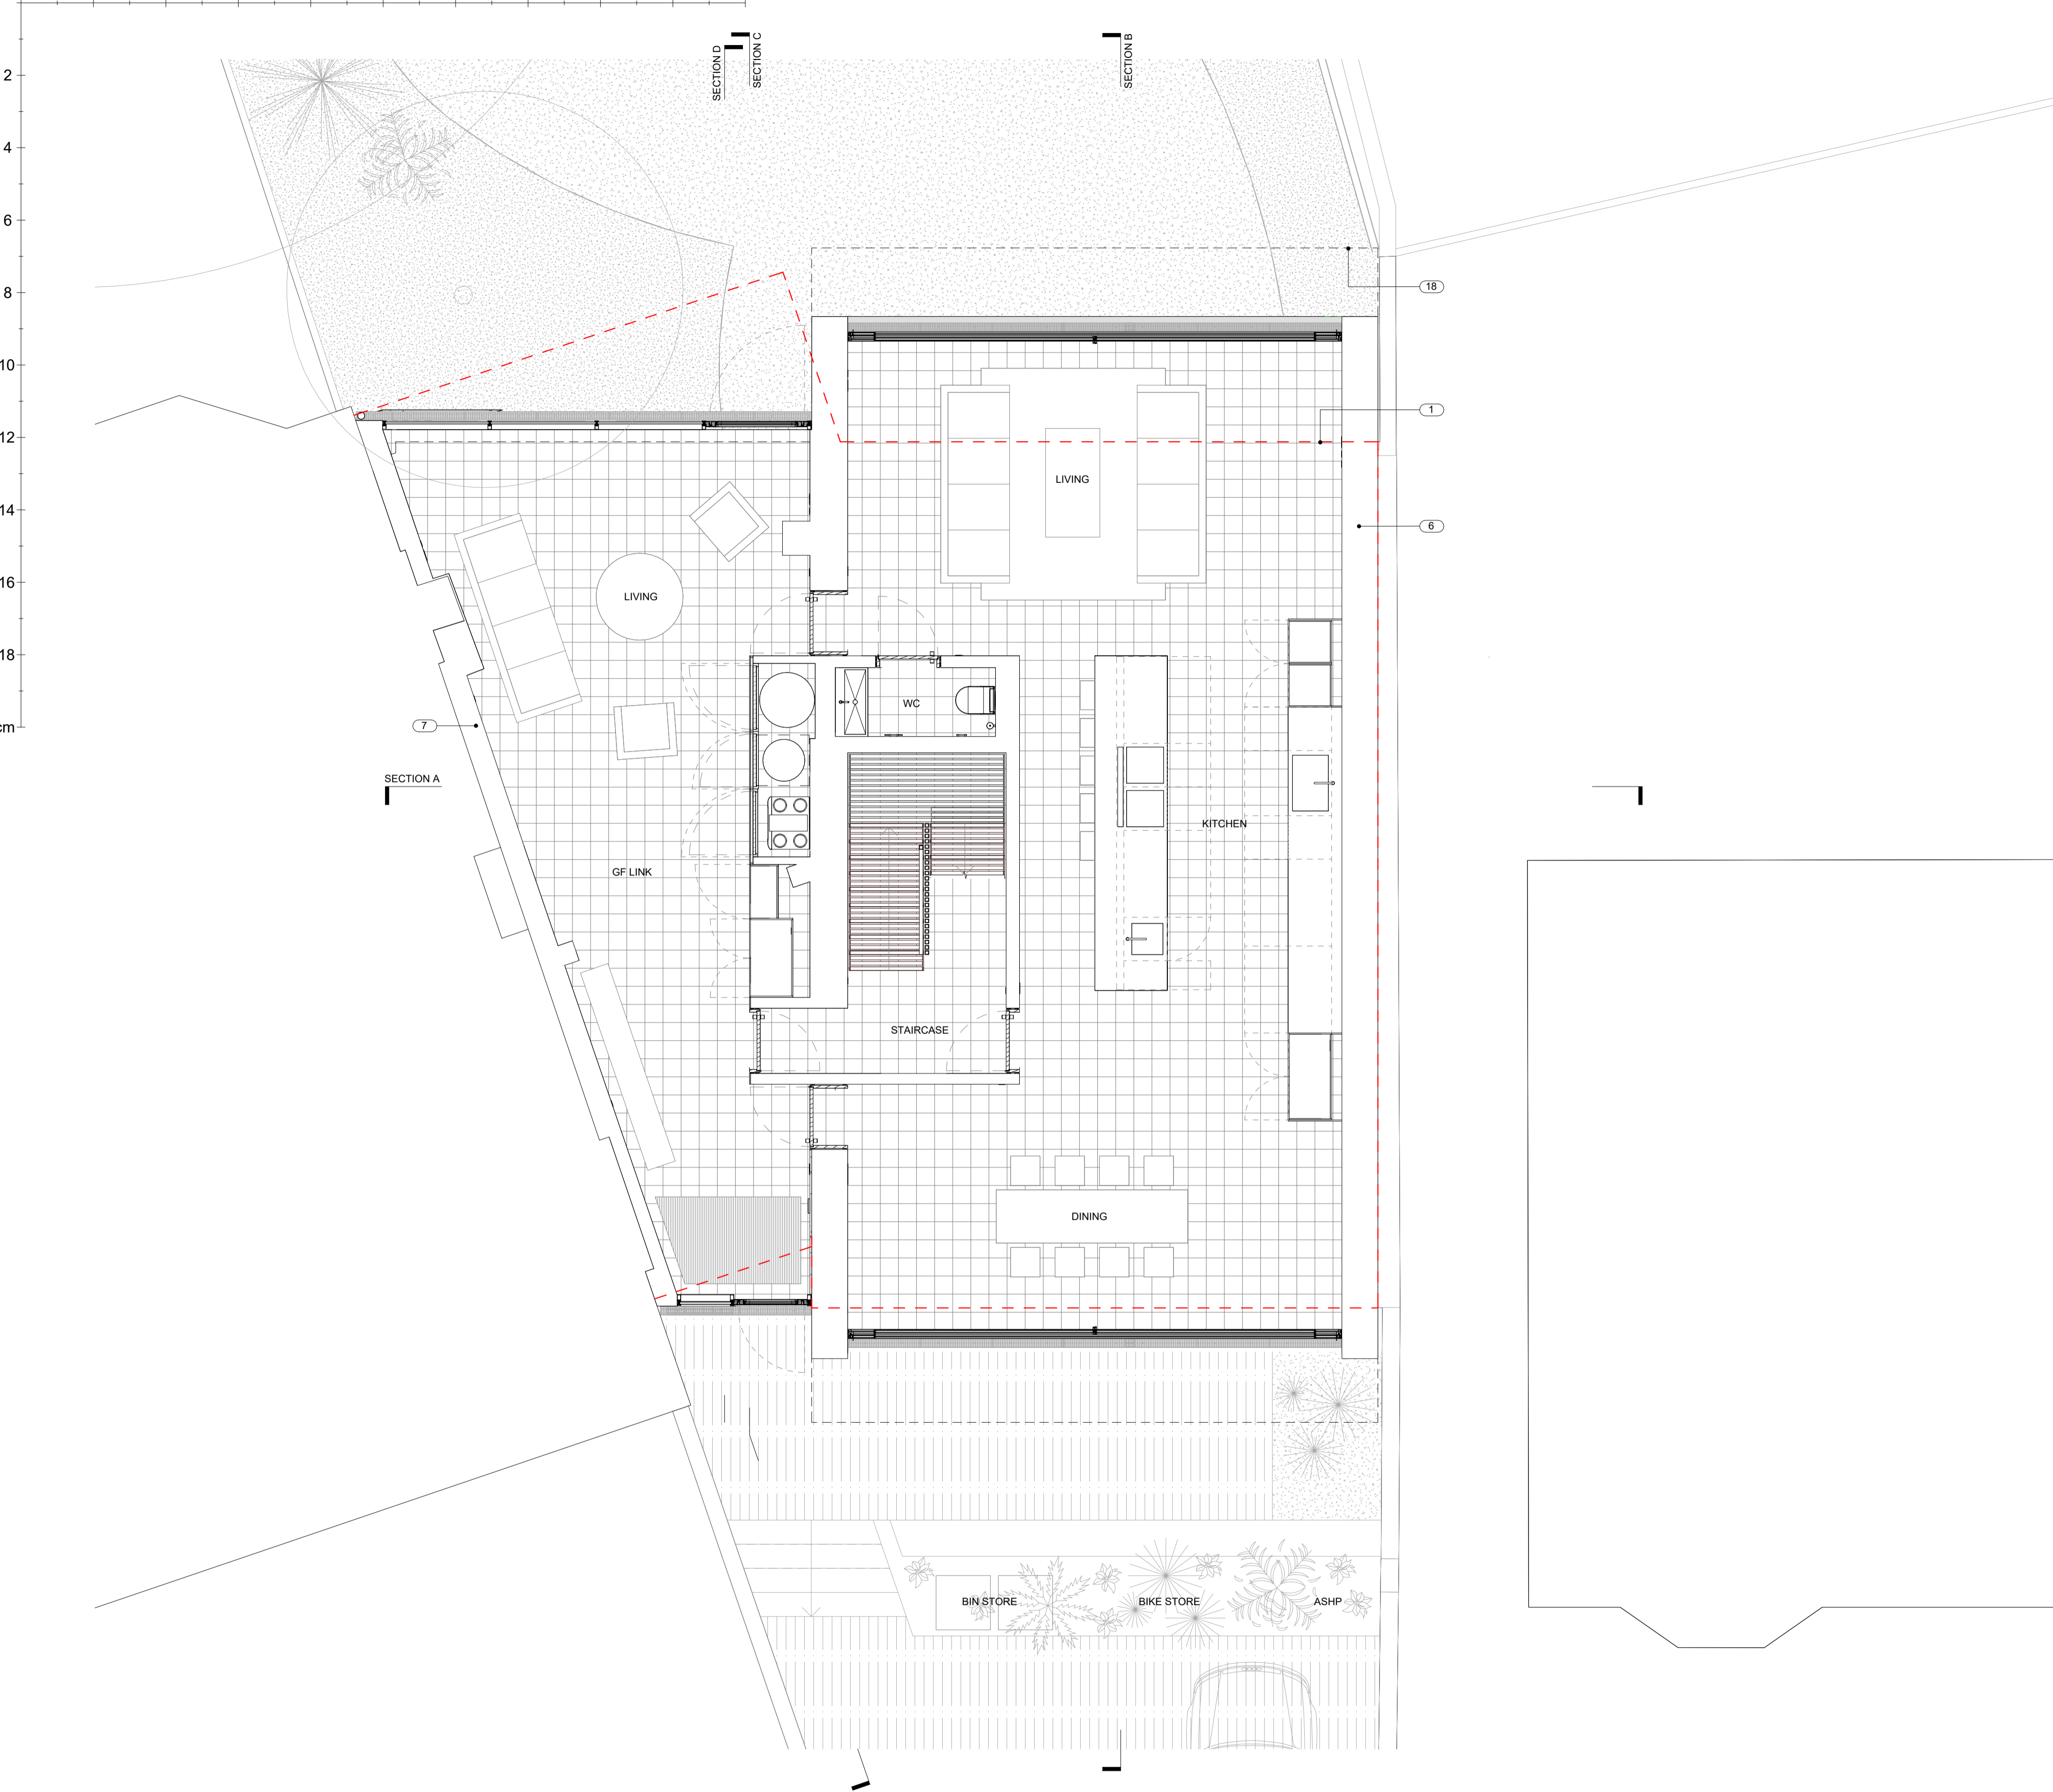 SECTION D
SECTION C
SECTION B
2
4
6
8
18
10
1
12
LIVING
14
6
16
LIVING
18
WC
7
cm
SECTION A
KITCHEN
GF LINK
STAIRCASE
DINING
BIN STORE
BIKE STORE
ASHP